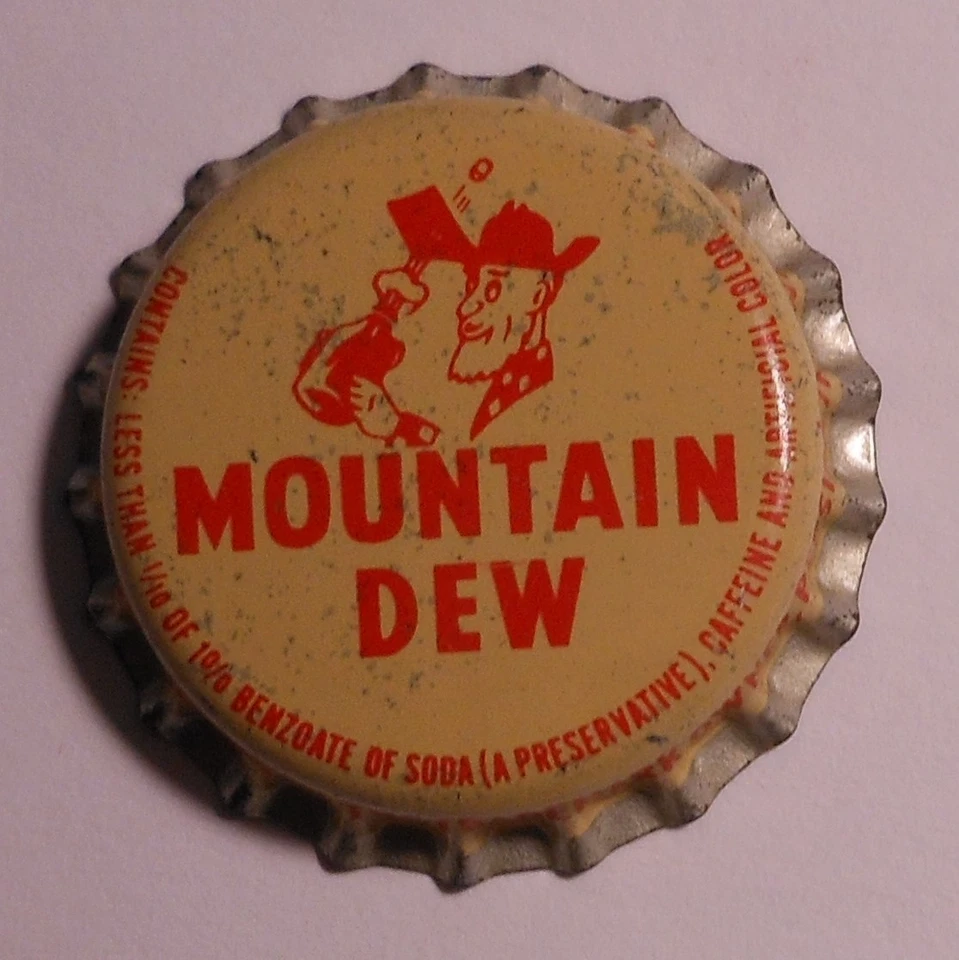 MOUNTAIN
DEW
CONTAINS: LESS THAN 1/10 OF 1% BENZOATE OF SODA (A PRESERVATIVE), CAFFEINE AND ARTIFICIAL COLOR